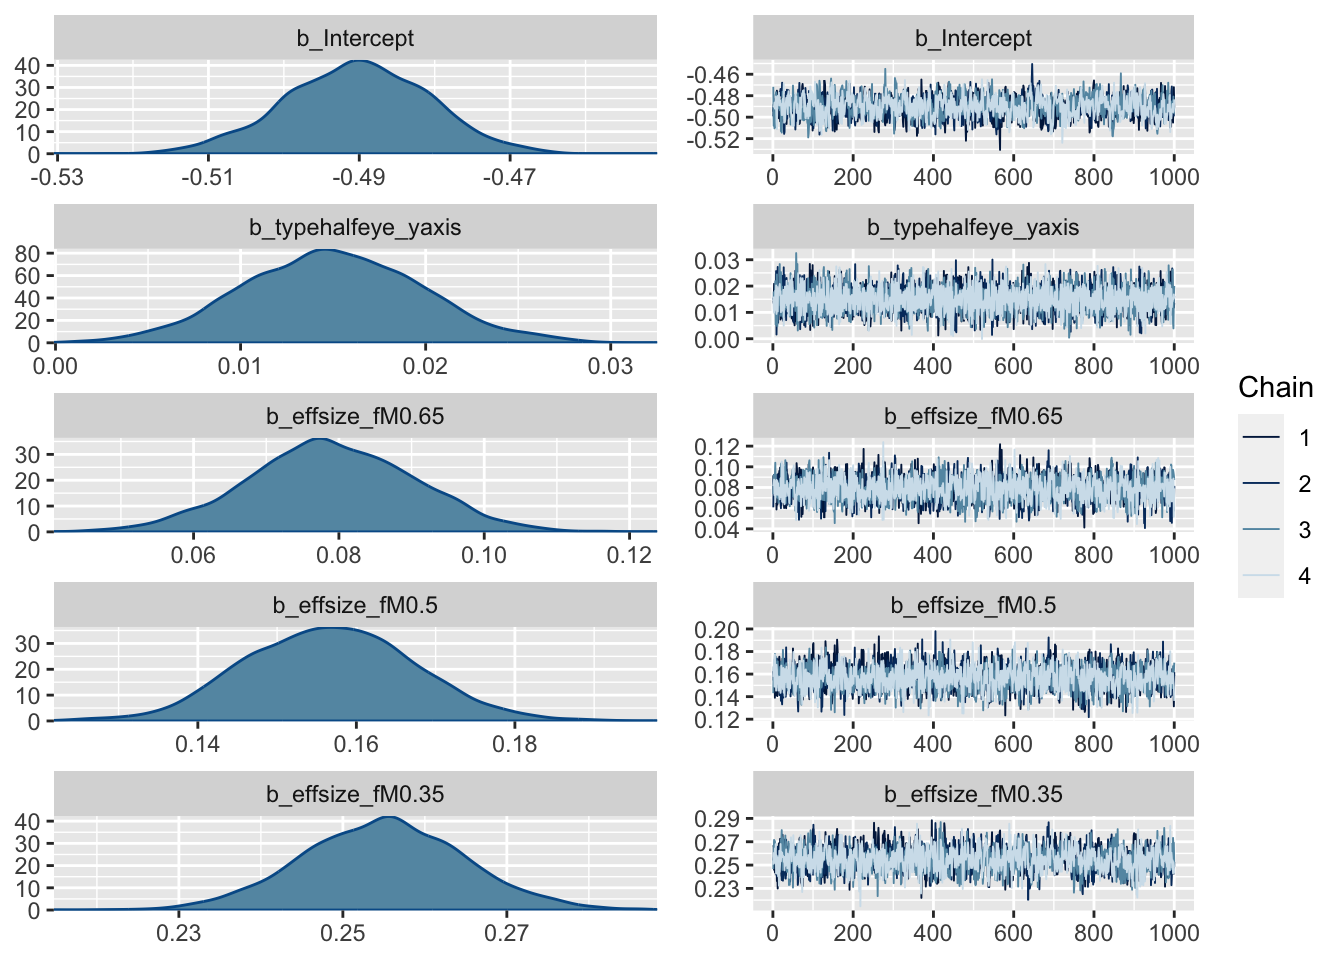 b_Intercept
40
30
20
10
0
-0.53 -0.51 -0.49 -0.47
b_Intercept
-0.46
-0.48
-0.50
-0.52
0 200 400 600 800 1000
b_typehalfeye_yaxis
80
60
40
20
0
0.00 0.01 0.02 0.03
b_typehalfeye_yaxis
0.03
0.02
0.01
0.00
0 200 400 600 800 1000
b_effsize_fM0.65
30
20
10
0
0.06 0.08 0.10 0.12
b_effsize_fM0.65
0.12
0.10
0.08
0.06
0.04
0 200 400 600 800 1000
b_effsize_fM0.5
30
20
10
0
0.14 0.16 0.18
b_effsize_fM0.5
0.20
0.18
0.16
0.14
0.12
0 200 400 600 800 1000
b_effsize_fM0.35
40
30
20
10
0
0.23 0.25 0.27
b_effsize_fM0.35
0.29
0.27
0.25
0.23
0 200 400 600 800 1000
Chain
1
2
3
4